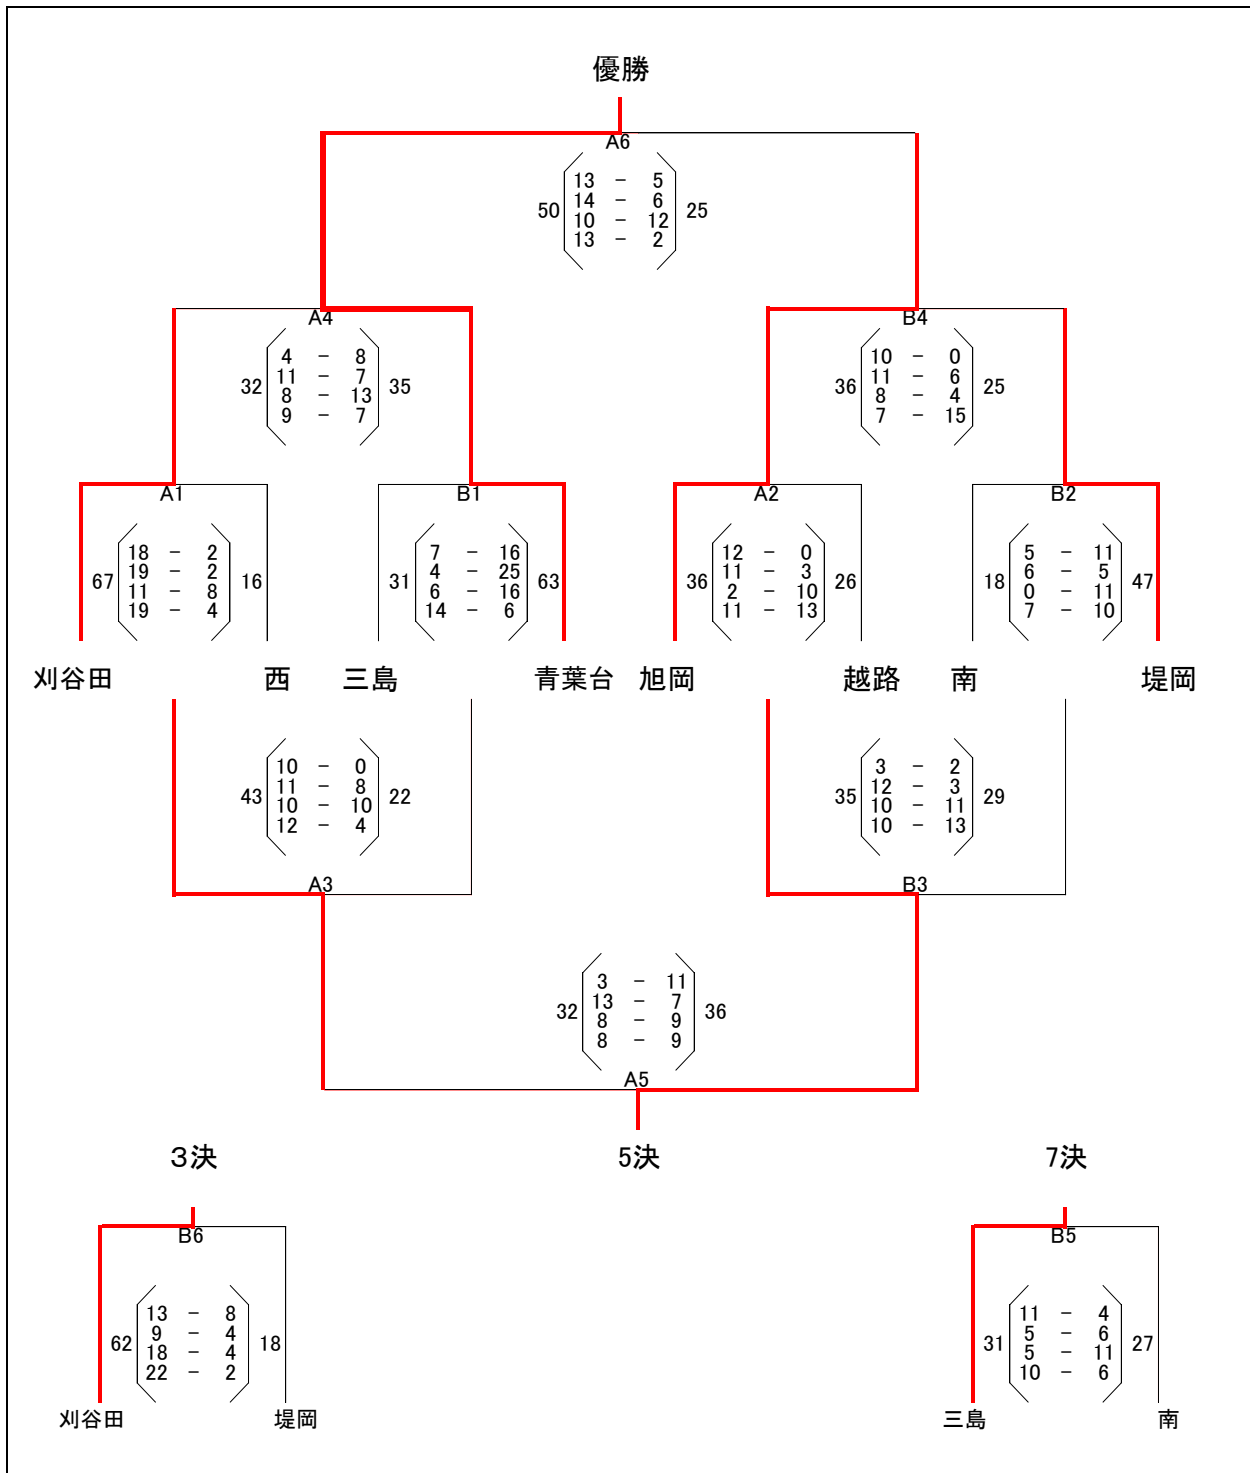 優勝
A6
13 - 5
14 - 6
50 10 - 12 25
13 - 2
A4 B4
4 - 8 10 - 0
11 - 7 11 - 6
32 8 - 13 35 36 8 - 4 25
9 - 7 7 - 15
A1 B1 A2 B2
18 - 2 7 - 16 12 - 0 5 - 11
19 - 2 4 - 25 11 - 3 6 - 5
67 11 - 8 16 31 6 - 16 63 36 2 - 10 26 18 0 - 11 47
19 - 4 14 - 6 11 - 13 7 - 10
刈谷田 西 三島 青葉台 旭岡 越路 南 堤岡
10 - 0 3 - 2
11 - 8 12 - 3
43 10 - 10 22 35 10 - 11 29
12 - 4 10 - 13
A3 B3
3 - 11
13 - 7
32 8 - 9 36
8 - 9
A5
３決 5決 7決
B6 B5
13 - 8 11 - 4
9 - 4 5 - 6
62 18 - 4 18 31 5 - 11 27
22 - 2 10 - 6
刈谷田 堤岡 三島 南